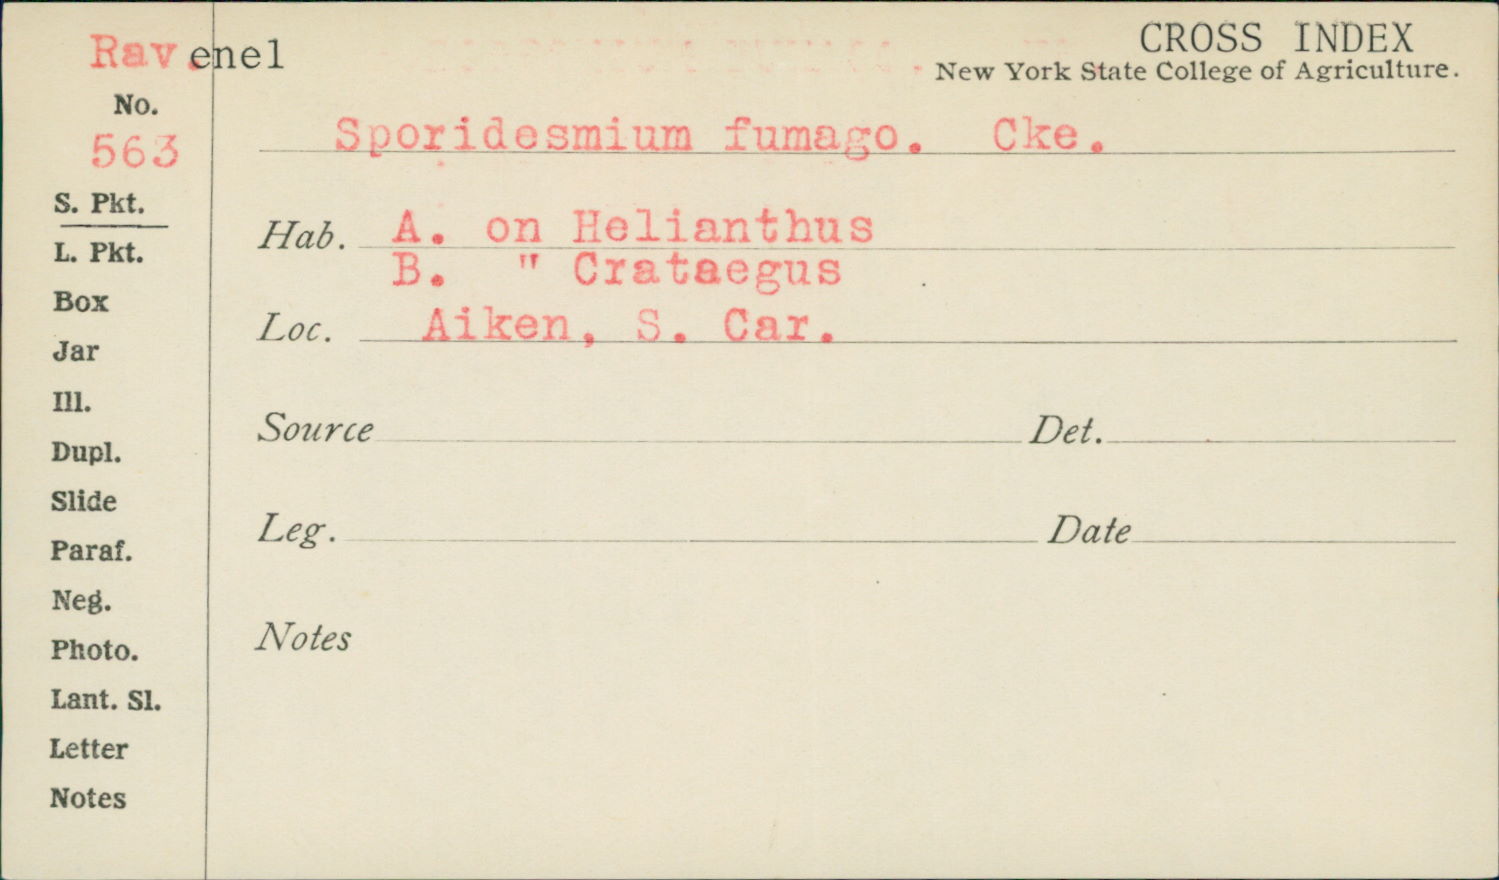 Rav.enel
CROSS INDEX
New York State College of Agriculture.
No.
563
Sporidesmium fumago. Cke.
S. Pkt.
Hab. A. on Helianthus
L. Pkt.
B. " Crataegus
Box
Loc. Aiken, S. Car.
Jar
Ill.
Source Det.
Dupl.
Slide
Leg. Date
Paraf.
Neg.
Notes
Photo.
Lant. Sl.
Letter
Notes